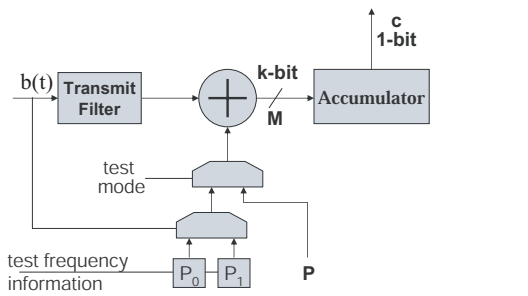 c
1-bit
k-bit
b(t)
Transmit
Filter
Accumulator
M
test
mode
test frequency
information
P0
P1
P